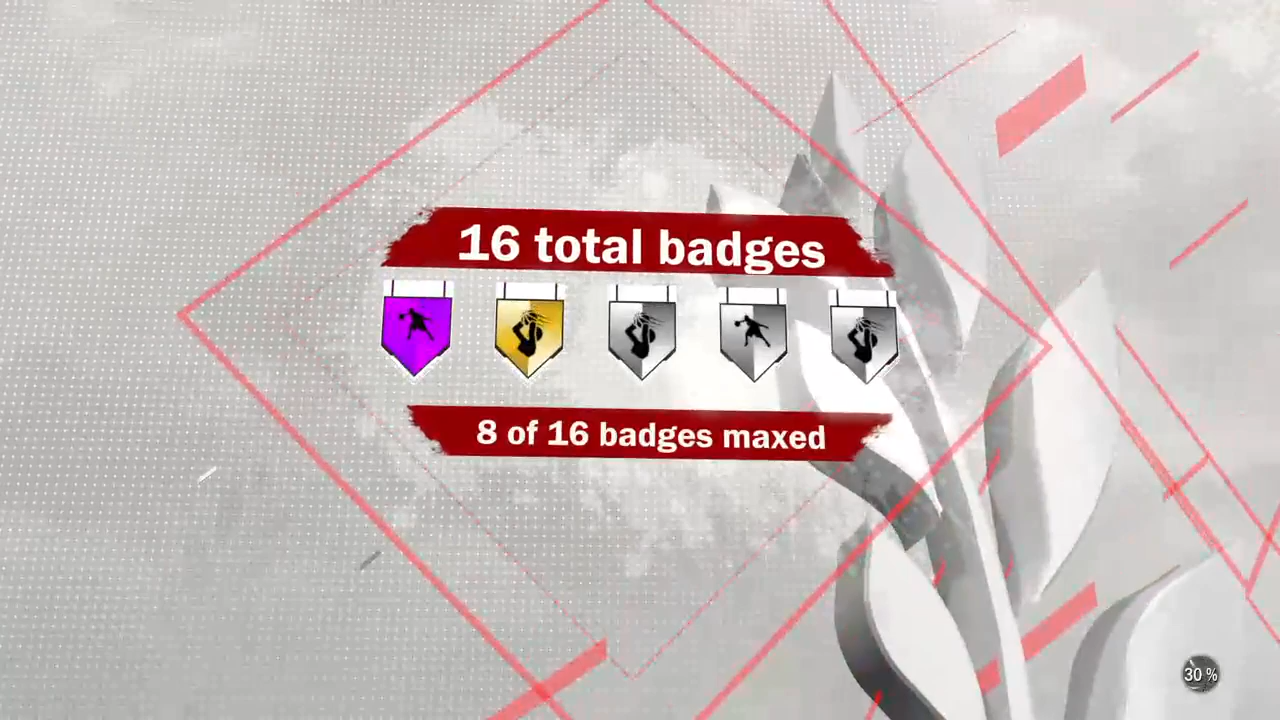 16 total badges
8 of 16 badges maxed
30 %